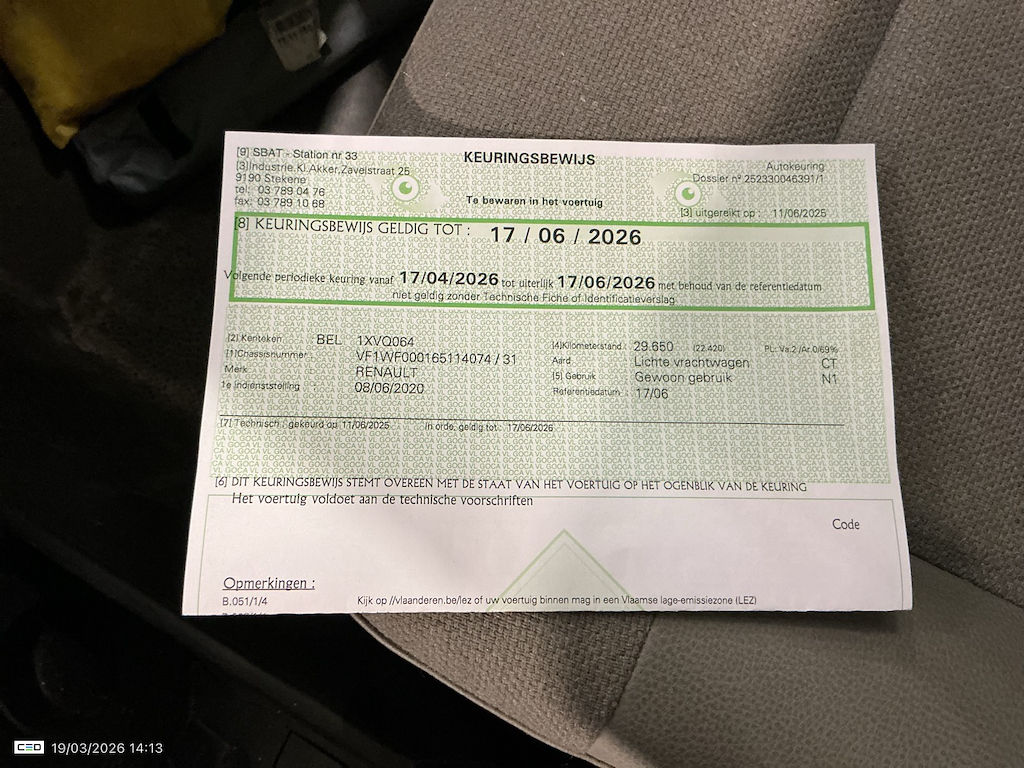 [9] SBAT - Station nr 33
[3]Industrie.Kl.Akker,Zavelstraat 25
9190 Stekene
tel: 03 789 04 76
fax: 03 789 10 68
KEURINGSBEWIJS
Te bewaren in het voertuig
Autokeuring
Dossier nº 252330046391/1
[3] uitgereikt op : 11/06/2025
[8] KEURINGSBEWIJS GELDIG TOT : 17 / 06 / 2026
Volgende periodieke keuring vanaf 17/04/2026 tot uiterlijk 17/06/2026 met behoud van de referentiedatum
niet geldig zonder Technische Fiche of Identificatieverslag
[2] Kenteken : BEL 1XVQ064
[1]Chassisnummer : VF1WF000165114074 / 31
Merk : RENAULT
1e indienststelling : 08/06/2020
[4]Kilometerstand : 29.650 (22.420) PL: Va:2 /Ar:0/69%
Aard : Lichte vrachtwagen CT
[5] Gebruik : Gewoon gebruik N1
Referentiedatum : 17/06
[7] Technisch : gekeurd op 11/06/2025 In orde, geldig tot : 17/06/2026
[6] DIT KEURINGSBEWIJS STEMT OVEREEN MET DE STAAT VAN HET VOERTUIG OP HET OGENBLIK VAN DE KEURING
Het voertuig voldoet aan de technische voorschriften
Code
Opmerkingen :
B.051/1/4 Kijk op //vlaanderen.be/lez of uw voertuig binnen mag in een Vlaamse lage-emissiezone (LEZ)
CEO 19/03/2026 14:13